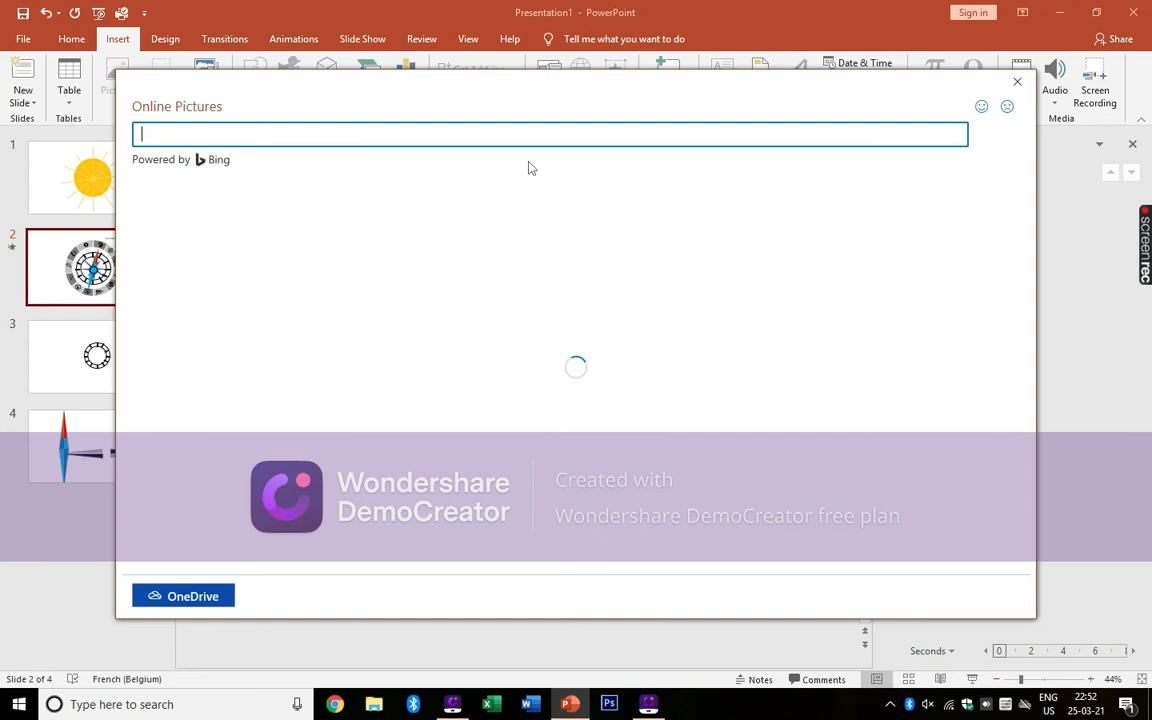 Presentation1 - PowerPoint
Sign in
File
Home
Insert
Design
Transitions
Animations
Slide Show
Review
View
Help
Tell me what you want to do
Share
New
Slide
Slides
Table
Tables
Date & Time
Audio
Screen
Recording
Media
Online Pictures
Powered by Bing
1
2
3
4
screenrec
Wondershare
DemoCreator
Created with
Wondershare DemoCreator free plan
OneDrive
Seconds
0 2 4 6
Slide 2 of 4
French (Belgium)
Notes
Comments
44%
Type here to search
Ps
ENG
US
22:52
25-03-21
1